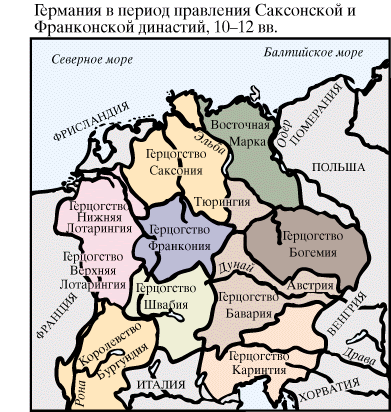 Германия в период правления Саксонской и
Франконской династий, 10–12 вв.
Северное море
Балтийское море
ФРИСЛАНДИЯ
Эльба
Восточная
Марка
Одер
ПОМЕРАНИЯ
Герцогство
Саксония
ПОЛЬША
Тюрингия
Герцогство
Нижняя
Лотарингия
Герцогство
Франкония
Герцогство
Богемия
Герцогство
Верхняя
Лотарингия
Дунай
Герцогство
Швабия
Австрия
Герцогство
Бавария
ФРАНЦИЯ
ВЕНГРИЯ
Королевство
Бургундия
Герцогство
Каринтия
Драва
Рона
ИТАЛИЯ
ХОРВАТИЯ